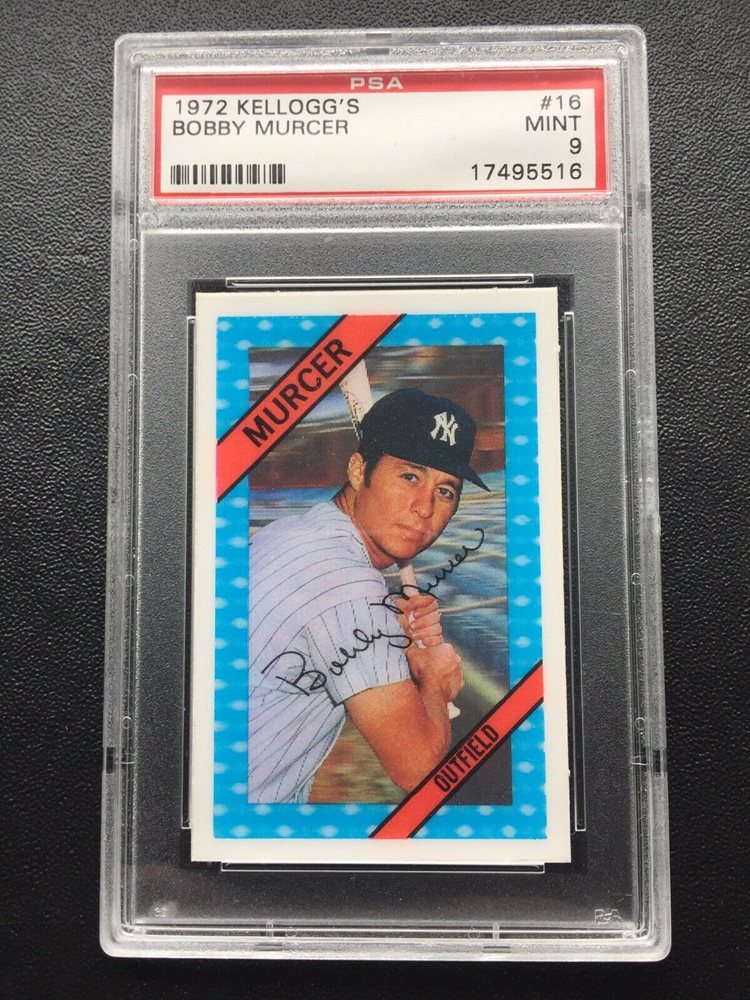 PSA
1972 KELLOGG'S #16
BOBBY MURCER MINT
9
17495516
MURCER
NY
Bobby Murcer
OUTFIELD
PSA